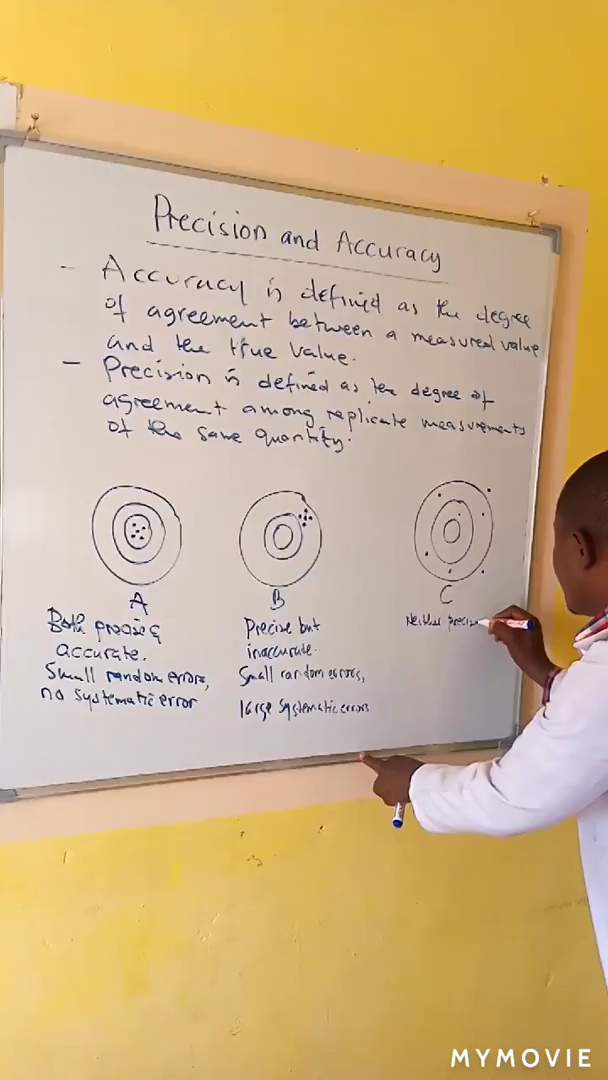 Precision and Accuracy
- Accuracy is defined as the degree
of agreement between a measured value
and the true value.
- Precision is defined as the degree of
agreement among replicate measurements
of the same quantity.
A
Both precise &
accurate.
Small random errors,
no systematic error
B
Precise but
inaccurate.
Small random errors,
large systematic errors
C
Neither precise
MYMOVIE